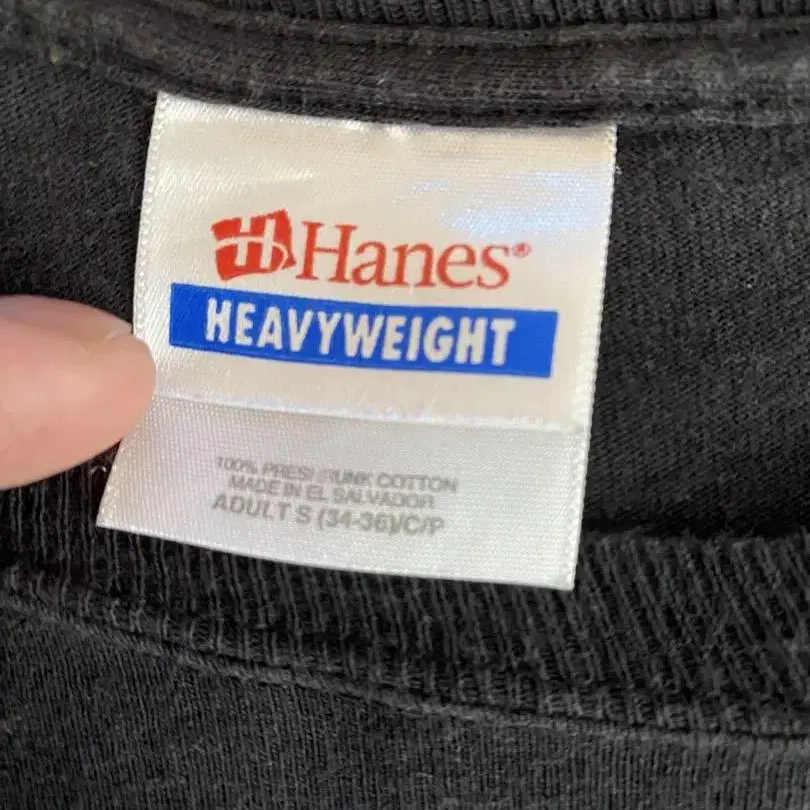 Hanes®
HEAVYWEIGHT
100% PRESHRUNK COTTON
MADE IN EL SALVADOR
ADULT S (34-36)/C/P